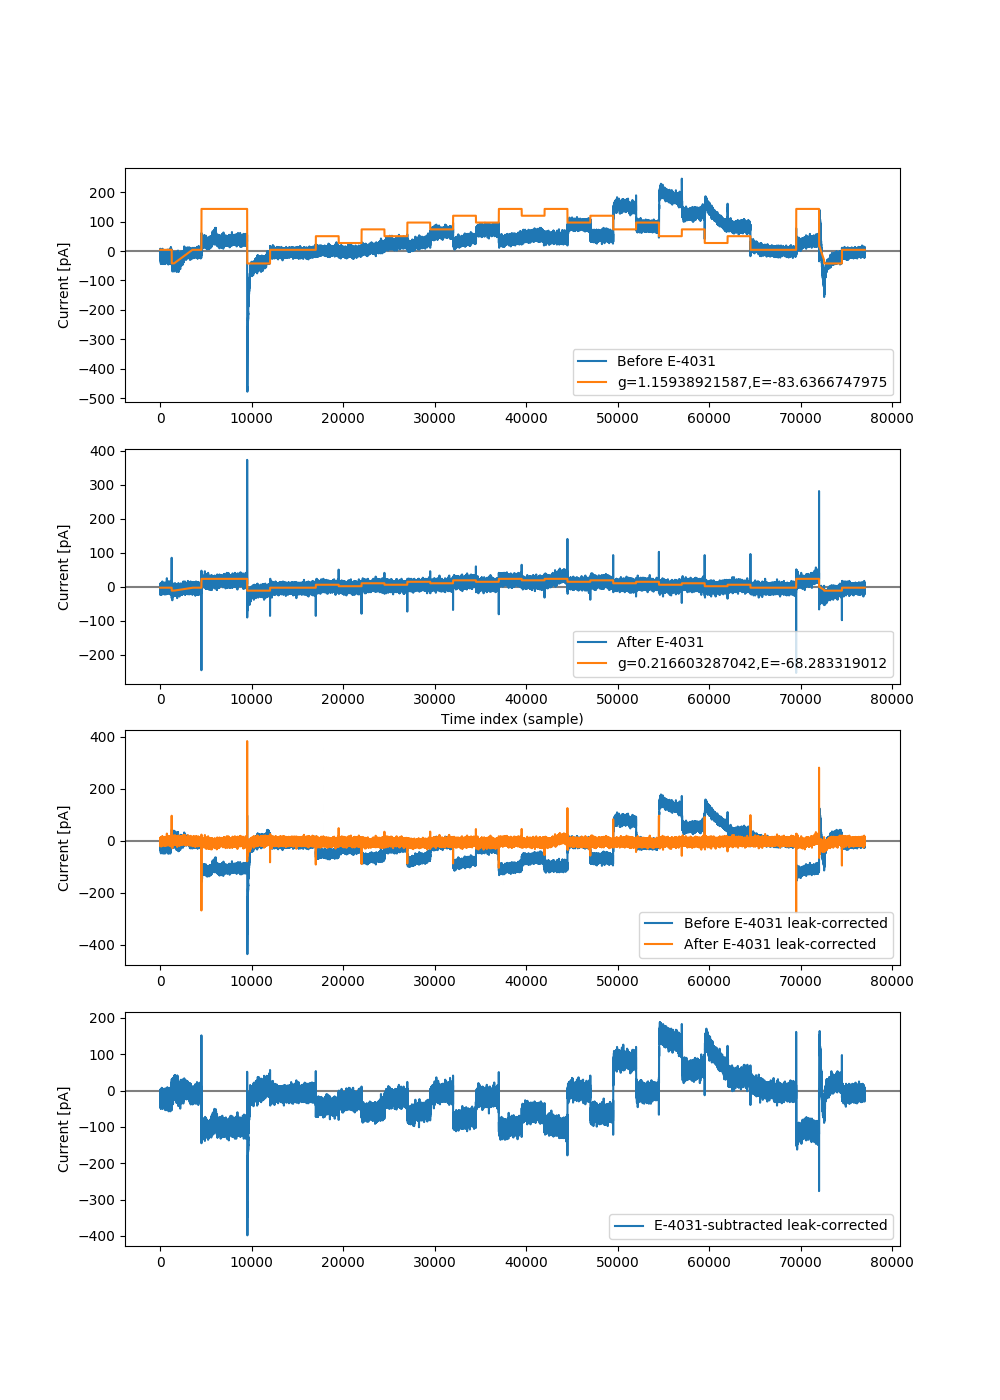 200
100
0
−100
−200
−300
−400
−500
Current [pA]
Before E-4031
g=1.15938921587,E=-83.6366747975
0 10000 20000 30000 40000 50000 60000 70000 80000
400
300
200
100
0
−100
−200
Current [pA]
After E-4031
g=0.216603287042,E=-68.283319012
0 10000 20000 30000 40000 50000 60000 70000 80000
Time index (sample)
400
200
0
−200
−400
Current [pA]
Before E-4031 leak-corrected
After E-4031 leak-corrected
0 10000 20000 30000 40000 50000 60000 70000 80000
200
100
0
−100
−200
−300
−400
Current [pA]
E-4031-subtracted leak-corrected
0 10000 20000 30000 40000 50000 60000 70000 80000